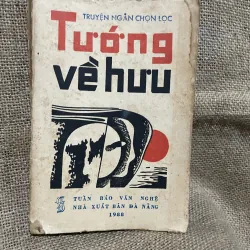 TRUYỆN NGẮN CHỌN LỌC
Tướng
về hưu
TUẦN BÁO VĂN NGHỆ
NHÀ XUẤT BẢN ĐÀ NẴNG
1988